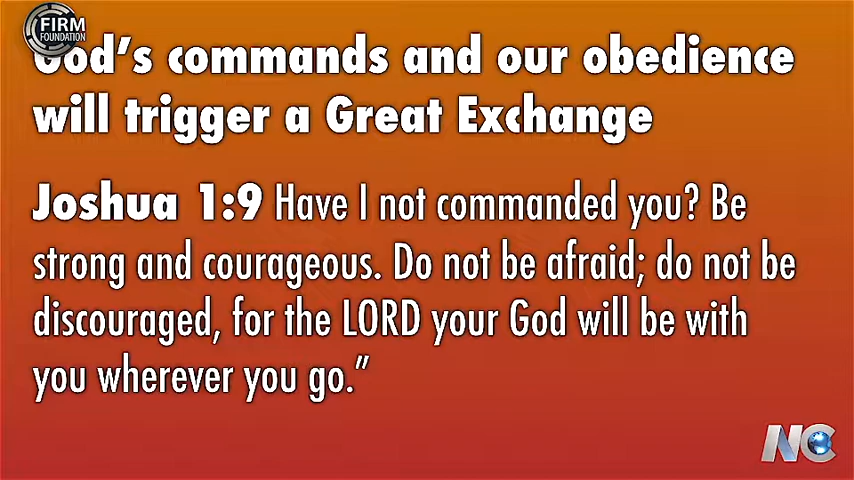 FIRM
FOUNDATION
God's commands and our obedience
will trigger a Great Exchange
Joshua 1:9 Have I not commanded you? Be
strong and courageous. Do not be afraid; do not be
discouraged, for the LORD your God will be with
you wherever you go.”
NC